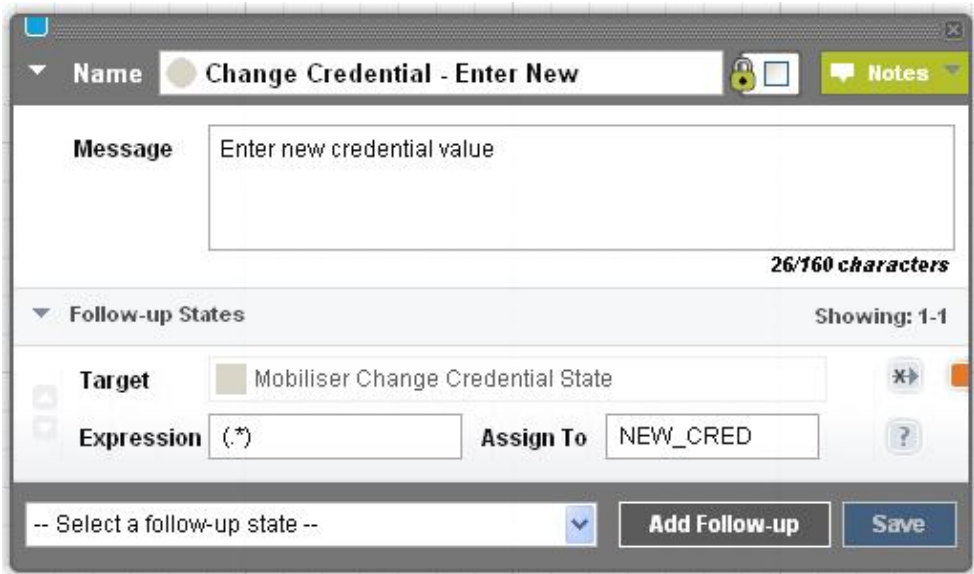 Name Change Credential - Enter New Notes
Message Enter new credential value
26/160 characters
Follow-up States Showing: 1-1
Target Mobiliser Change Credential State
Expression (.*) Assign To NEW_CRED ?
-- Select a follow-up state -- Add Follow-up Save